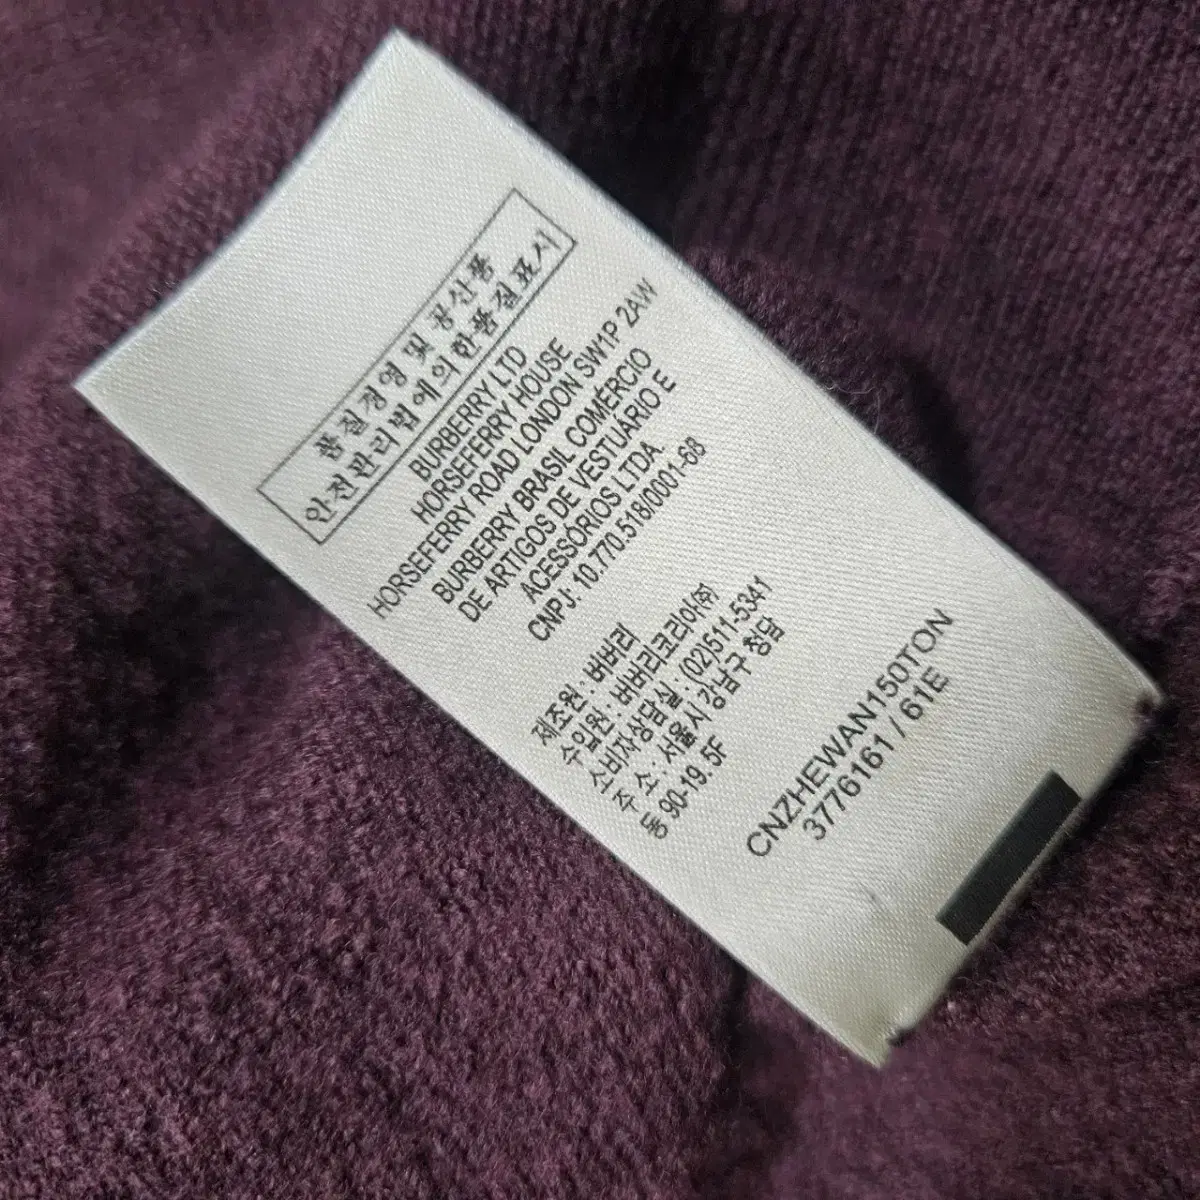 품질경영 및 공산품
안전관리법에의한품질표시
BURBERRY LTD
HORSEFERRY HOUSE
HORSEFERRY ROAD LONDON SW1P 2AW
BURBERRY BRASIL COMÉRCIO
DE ARTIGOS DE VESTUÁRIO E
ACESSÓRIOS LTDA.
CNPJ: 10.770.518/0001-68
제조원 : 버버리
수입원 : 버버리코리아(주)
소비자상담실 : (02)511-5341
주 소 : 서울시 강남구 청담
동 90-19.5F
CNZHEWAN150TON
3776161 / 61E